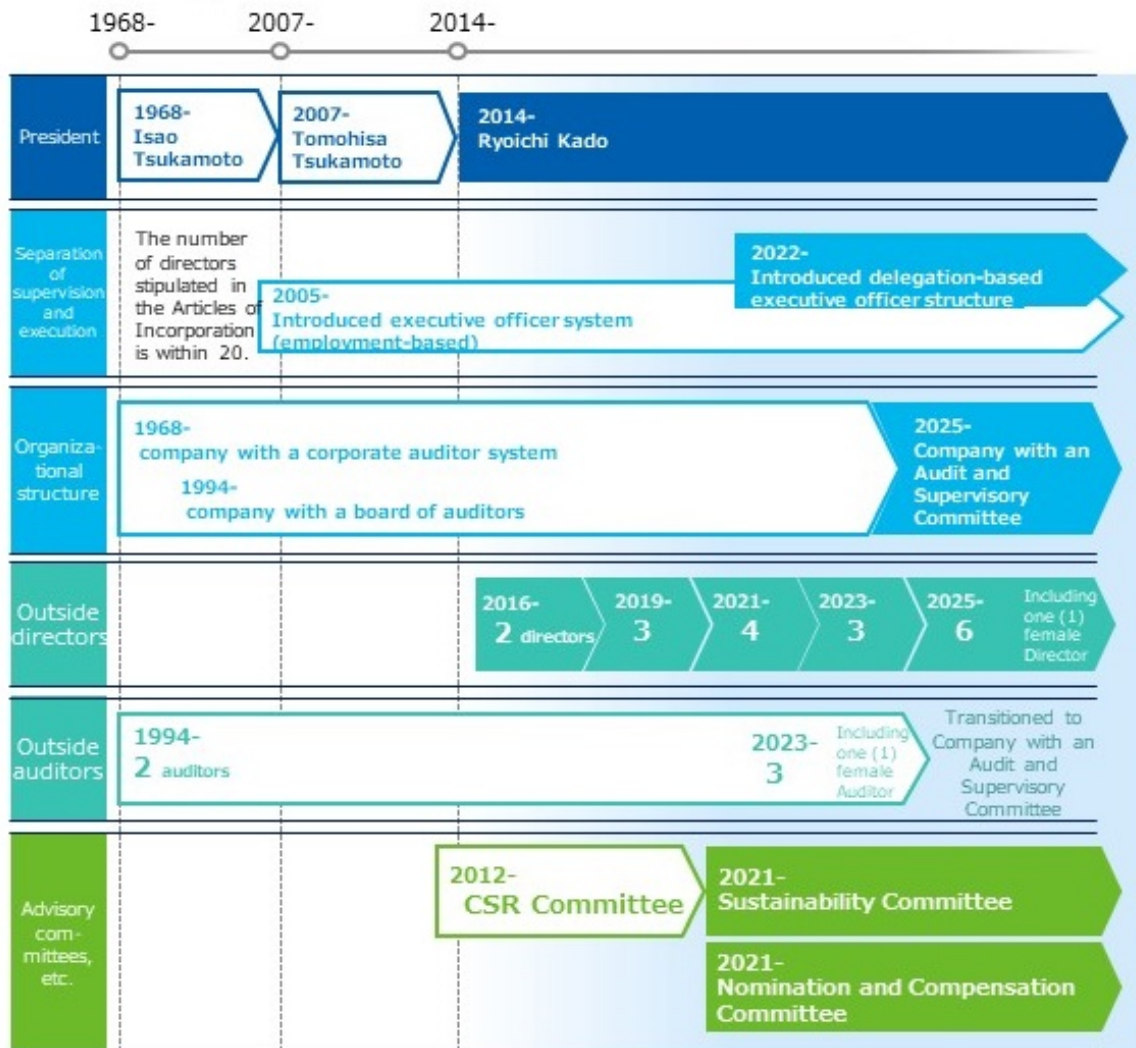 1968-
2007-
2014-
President
1968-
Isao
Tsukamoto
2007-
Tomohisa
Tsukamoto
2014-
Ryoichi Kado
Separation
of
supervision
and
execution
The number
of directors
stipulated in
the Articles of
Incorporation
is within 20.
2005-
Introduced executive officer system
(employment-based)
2022-
Introduced delegation-based
executive officer structure
Organiza-
tional
structure
1968-
company with a corporate auditor system
1994-
company with a board of auditors
2025-
Company with an
Audit and
Supervisory
Committee
Outside
directors
2016-
2 directors
2019-
3
2021-
4
2023-
3
2025-
6
Including
one (1)
female
Director
Outside
auditors
1994-
2 auditors
2023-
3
Including
one (1)
female
Auditor
Transitioned to
Company with an
Audit and
Supervisory
Committee
Advisory
com-
mittees,
etc.
2012-
CSR Committee
2021-
Sustainability Committee
2021-
Nomination and Compensation
Committee